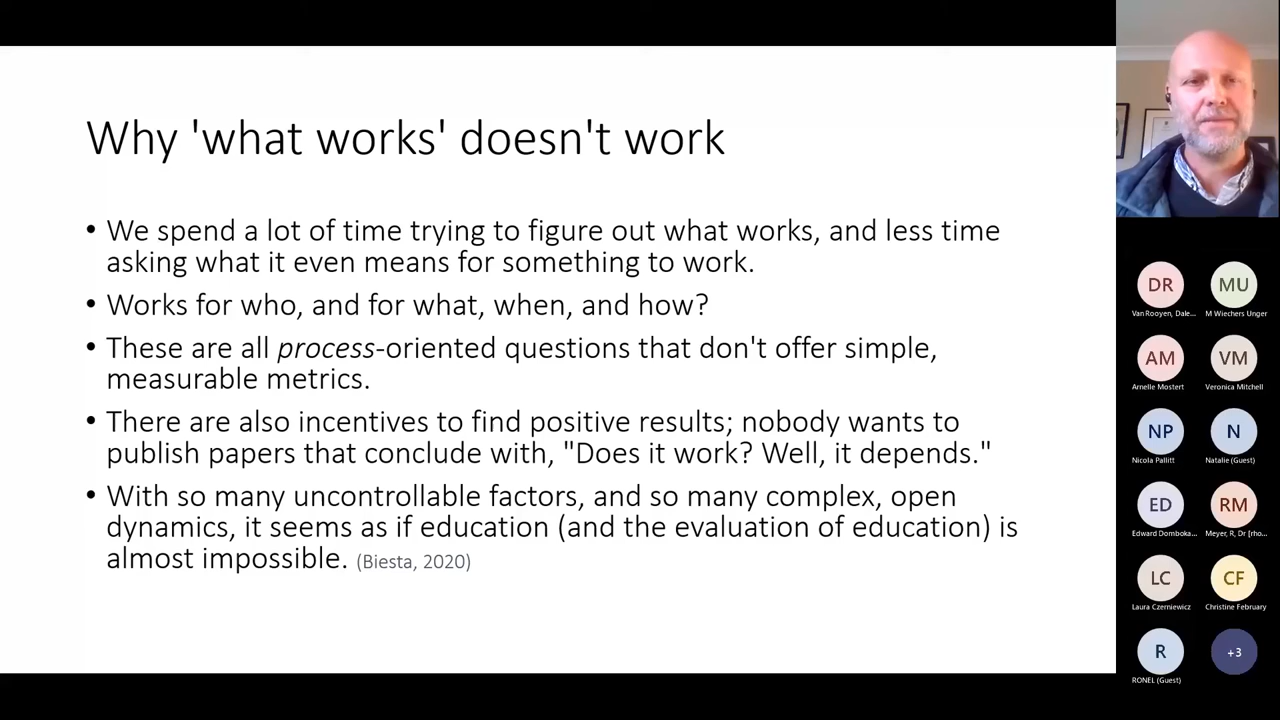 Why 'what works' doesn't work
• We spend a lot of time trying to figure out what works, and less time
asking what it even means for something to work.
• Works for who, and for what, when, and how?
• These are all process-oriented questions that don't offer simple,
measurable metrics.
• There are also incentives to find positive results; nobody wants to
publish papers that conclude with, "Does it work? Well, it depends."
• With so many uncontrollable factors, and so many complex, open
dynamics, it seems as if education (and the evaluation of education) is
almost impossible. (Biesta, 2020)
DR
Van Rooyen, Dale...
MU
M Wiechers Unger
AM
Arnelle Mostert
VM
Veronica Mitchell
NP
Nicola Pallitt
N
Natalie (Guest)
ED
Edward Domboka...
RM
Meyer, R, Dr [rho...
LC
Laura Czerniewicz
CF
Christine February
R
RONEL (Guest)
+3